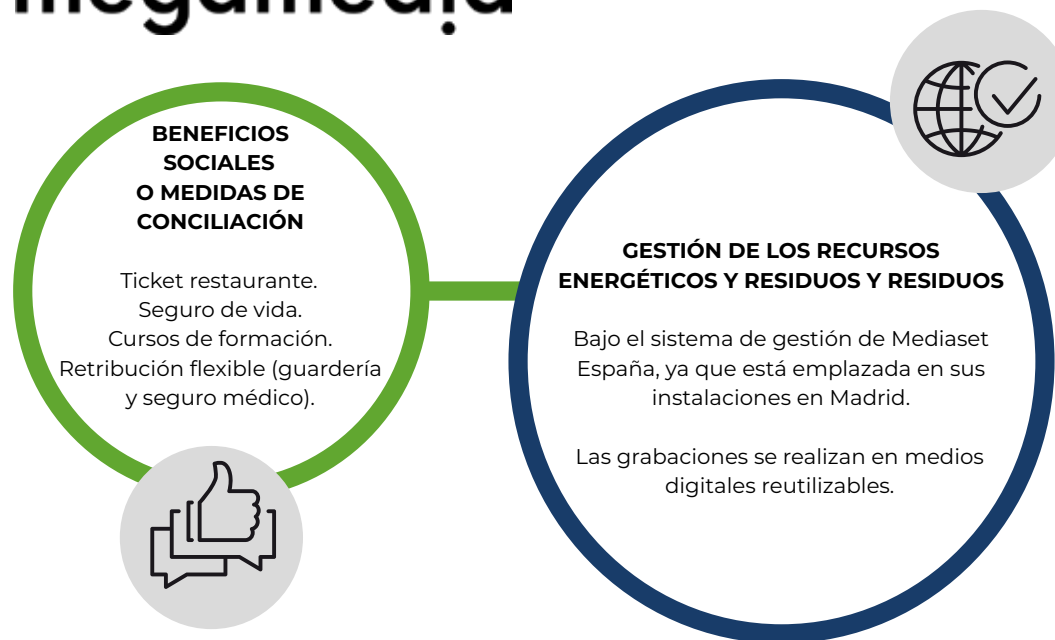 megamedia
BENEFICIOS
SOCIALES
O MEDIDAS DE
CONCILIACIÓN
Ticket restaurante.
Seguro de vida.
Cursos de formación.
Retribución flexible (guardería
y seguro médico).
GESTIÓN DE LOS RECURSOS
ENERGÉTICOS Y RESIDUOS Y RESIDUOS
Bajo el sistema de gestión de Mediaset
España, ya que está emplazada en sus
instalaciones en Madrid.
Las grabaciones se realizan en medios
digitales reutilizables.